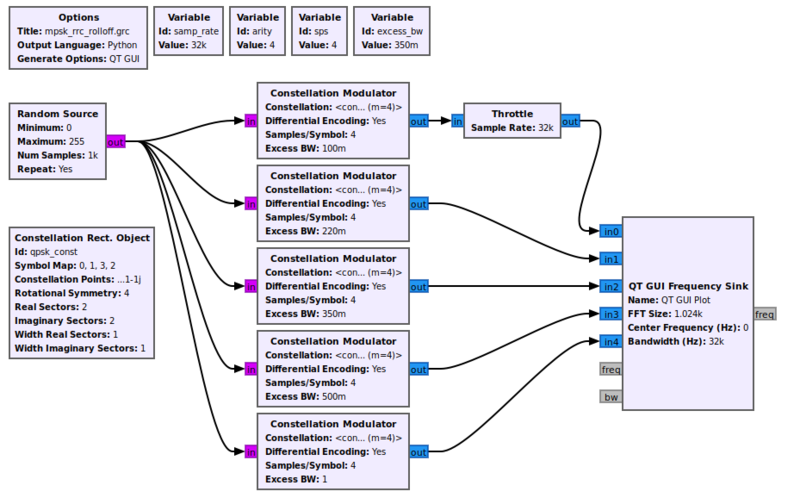 Options
Title: mpsk_rrc_rolloff.grc
Output Language: Python
Generate Options: QT GUI
Variable
Id: samp_rate
Value: 32k
Variable
Id: arity
Value: 4
Variable
Id: sps
Value: 4
Variable
Id: excess_bw
Value: 350m
Random Source
Minimum: 0
Maximum: 255
Num Samples: 1k
Repeat: Yes
out
Constellation Rect. Object
Id: qpsk_const
Symbol Map: 0, 1, 3, 2
Constellation Points: ...1-1j
Rotational Symmetry: 4
Real Sectors: 2
Imaginary Sectors: 2
Width Real Sectors: 1
Width Imaginary Sectors: 1
in
Constellation Modulator
Constellation: <con... (m=4)>
Differential Encoding: Yes
Samples/Symbol: 4
Excess BW: 100m
out
in
Throttle
Sample Rate: 32k
out
in
Constellation Modulator
Constellation: <con... (m=4)>
Differential Encoding: Yes
Samples/Symbol: 4
Excess BW: 220m
out
in
Constellation Modulator
Constellation: <con... (m=4)>
Differential Encoding: Yes
Samples/Symbol: 4
Excess BW: 350m
out
in
Constellation Modulator
Constellation: <con... (m=4)>
Differential Encoding: Yes
Samples/Symbol: 4
Excess BW: 500m
out
in
Constellation Modulator
Constellation: <con... (m=4)>
Differential Encoding: Yes
Samples/Symbol: 4
Excess BW: 1
out
in0
in1
in2
in3
in4
freq
bw
QT GUI Frequency Sink
Name: QT GUI Plot
FFT Size: 1.024k
Center Frequency (Hz): 0
Bandwidth (Hz): 32k
freq